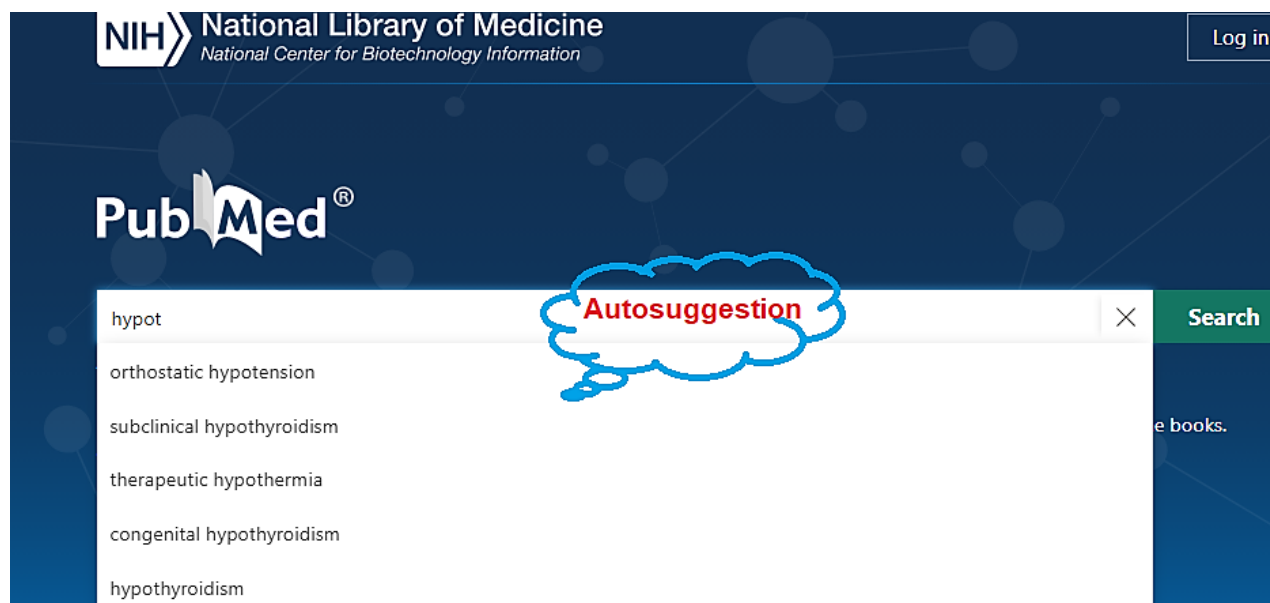 NIH National Library of Medicine
National Center for Biotechnology Information
Log in
PubMed®
Autosuggestion
hypot
Search
orthostatic hypotension
subclinical hypothyroidism
e books.
therapeutic hypothermia
congenital hypothyroidism
hypothyroidism